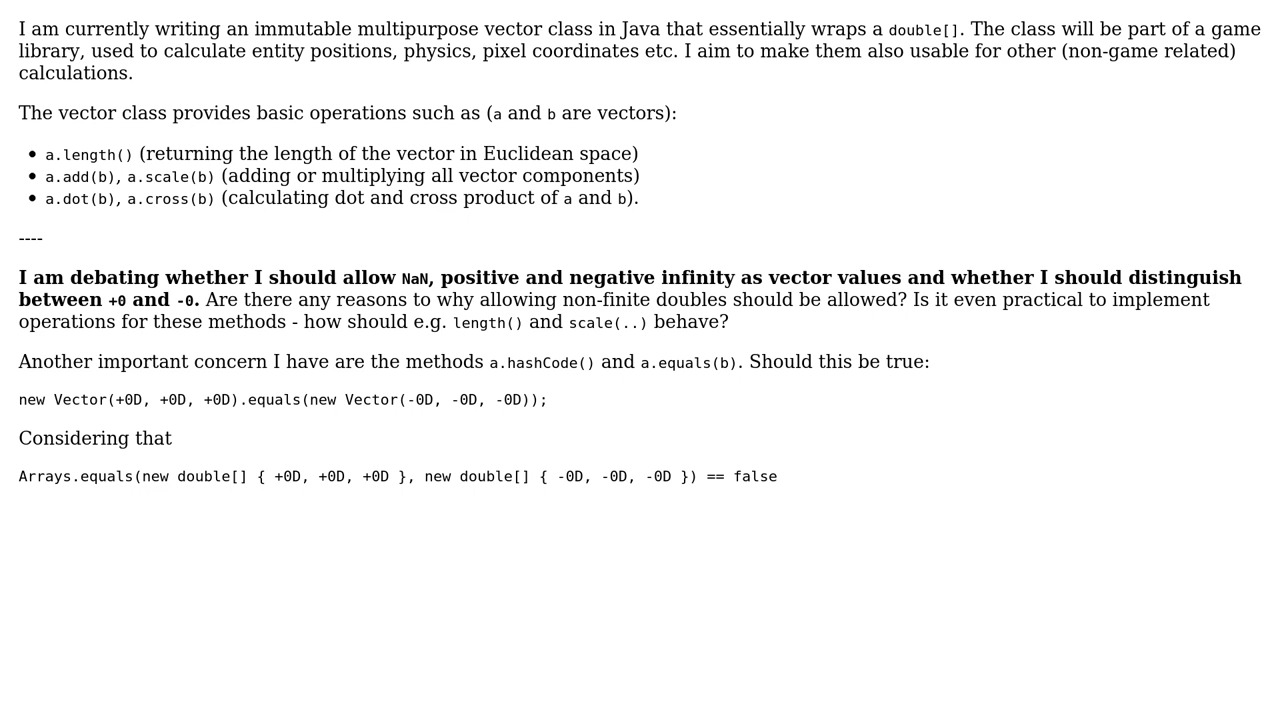 I am currently writing an immutable multipurpose vector class in Java that essentially wraps a double[]. The class will be part of a game
library, used to calculate entity positions, physics, pixel coordinates etc. I aim to make them also usable for other (non-game related)
calculations.
The vector class provides basic operations such as (a and b are vectors):
• a.length() (returning the length of the vector in Euclidean space)
• a.add(b), a.scale(b) (adding or multiplying all vector components)
• a.dot(b), a.cross(b) (calculating dot and cross product of a and b).
----
I am debating whether I should allow NaN, positive and negative infinity as vector values and whether I should distinguish
between +0 and -0. Are there any reasons to why allowing non-finite doubles should be allowed? Is it even practical to implement
operations for these methods - how should e.g. length() and scale(..) behave?
Another important concern I have are the methods a.hashCode() and a.equals(b). Should this be true:
new Vector(+0D, +0D, +0D).equals(new Vector(-0D, -0D, -0D));
Considering that
Arrays.equals(new double[] { +0D, +0D, +0D }, new double[] { -0D, -0D, -0D }) == false